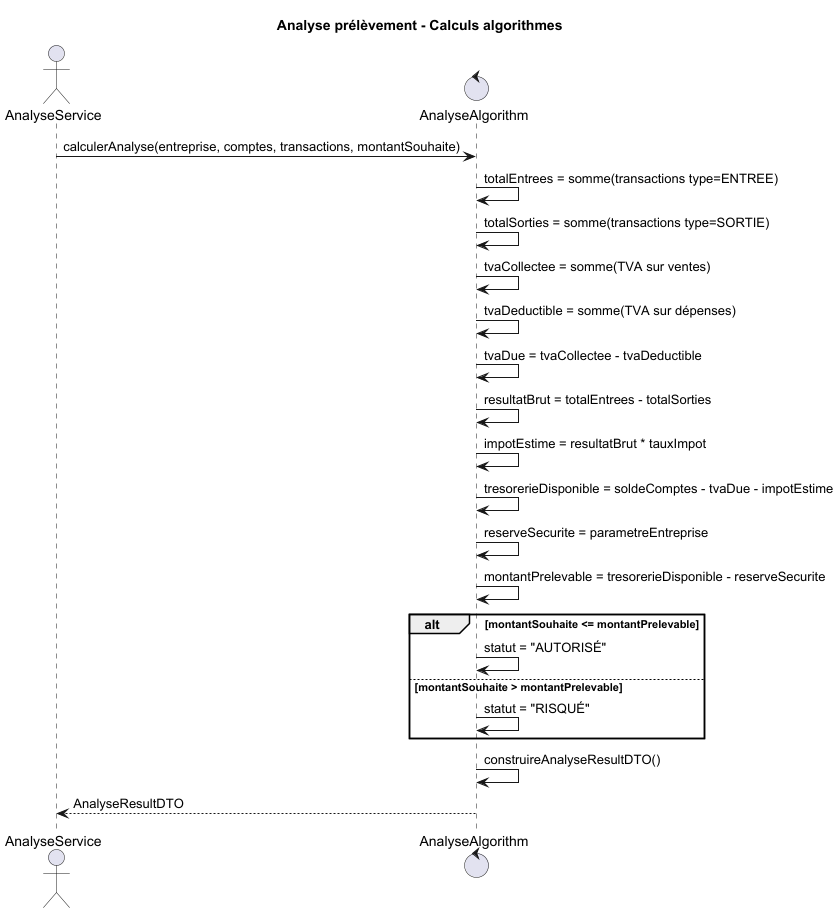 Analyse prélèvement - Calculs algorithmes
AnalyseService
AnalyseAlgorithm
calculerAnalyse(entreprise, comptes, transactions, montantSouhaite)
totalEntrees = somme(transactions type=ENTREE)
totalSorties = somme(transactions type=SORTIE)
tvaCollectee = somme(TVA sur ventes)
tvaDeductible = somme(TVA sur dépenses)
tvaDue = tvaCollectee - tvaDeductible
resultatBrut = totalEntrees - totalSorties
impotEstime = resultatBrut * tauxImpot
tresorerieDisponible = soldeComptes - tvaDue - impotEstime
reserveSecurite = parametreEntreprise
montantPrelevable = tresorerieDisponible - reserveSecurite
alt
[montantSouhaite <= montantPrelevable]
statut = "AUTORISÉ"
[montantSouhaite > montantPrelevable]
statut = "RISQUÉ"
construireAnalyseResultDTO()
AnalyseResultDTO
AnalyseService
AnalyseAlgorithm